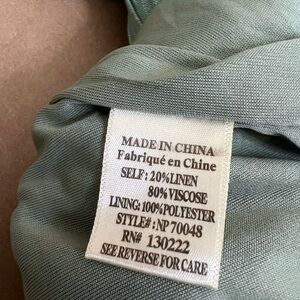 MADE IN CHINA
Fabriqué en Chine
SELF: 20%LINEN
80%VISCOSE
LINING: 100%POLYESTER
STYLE#: NP 70048
RN# 130222
SEE REVERSE FOR CARE